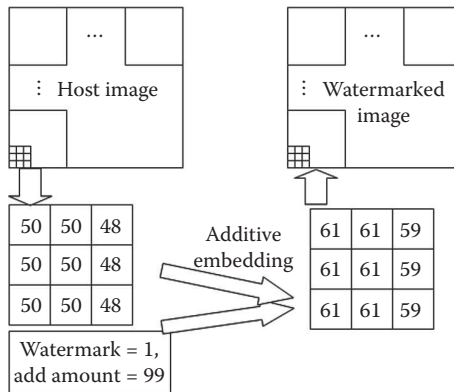 ...
⋮ Host image
...
⋮ Watermarked
image
50 50 48
50 50 48
50 50 48
Watermark = 1,
add amount = 99
Additive
embedding
61 61 59
61 61 59
61 61 59